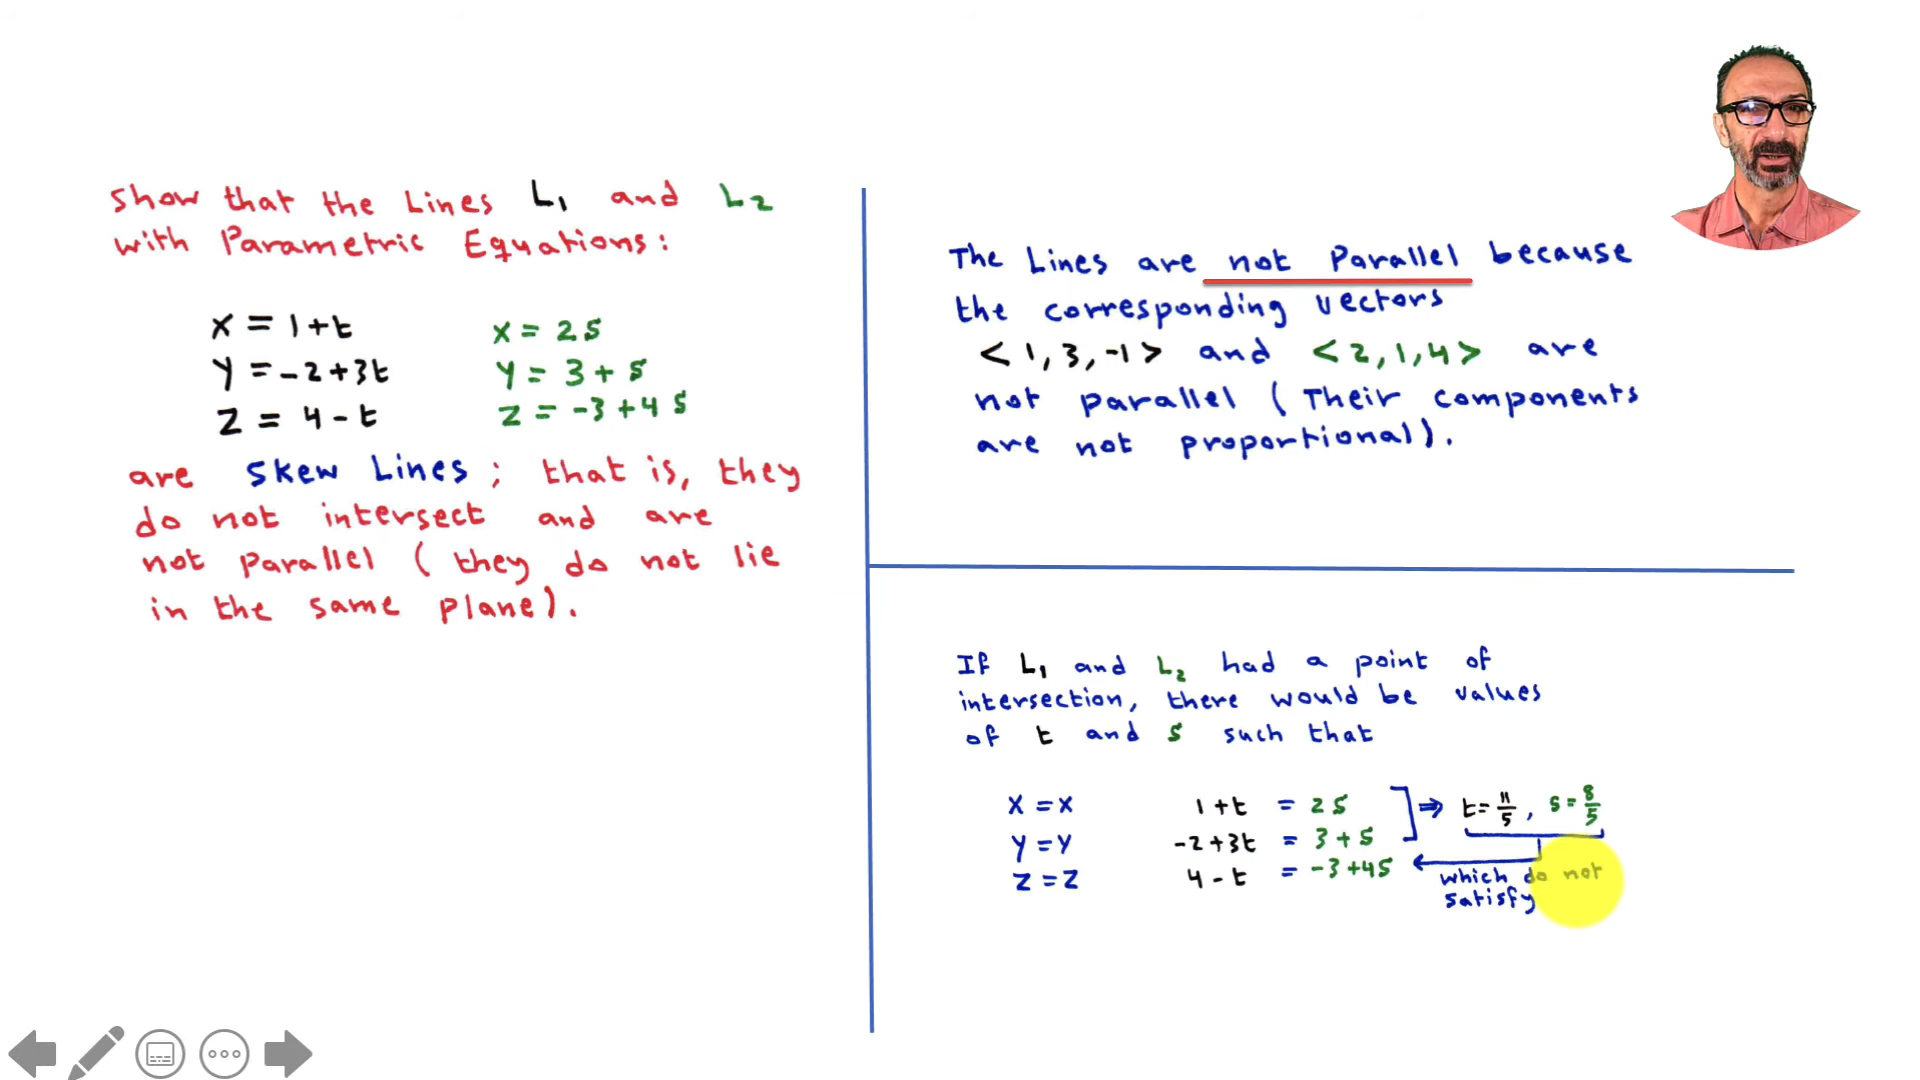 Show that the Lines L₁ and L₂
with Parametric Equations:
X = 1+t
Y = -2+3t
Z = 4-t
X = 2S
Y = 3+S
Z = -3+4S
are Skew Lines; that is, they
do not intersect and are
not parallel (they do not lie
in the same plane).
The Lines are not Parallel because
the corresponding vectors
<1,3,-1> and <2,1,4> are
not parallel (Their components
are not proportional).
If L₁ and L₂ had a point of
intersection, there would be values
of t and S such that
X = X 1+t = 2S ⇒ t = 11/5, S = 8/5
Y = Y -2+3t = 3+S
Z = Z 4-t = -3+4S
which do not
satisfy